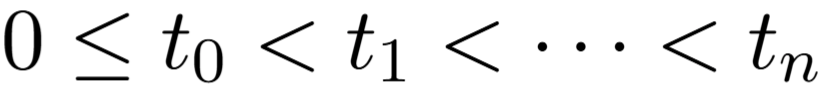 0 ≤ t₀ < t₁ < ⋯ < tₙ